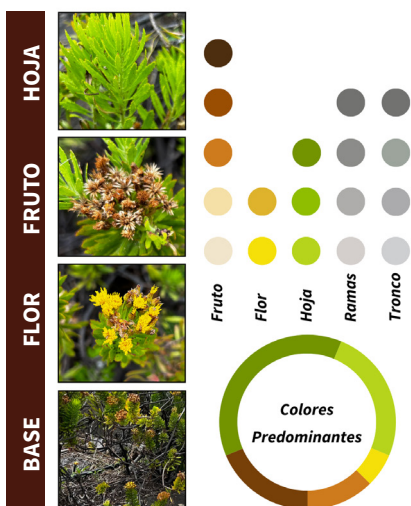 HOJA
FRUTO
FLOR
BASE
Fruto
Flor
Hoja
Ramas
Tronco
Colores
Predominantes